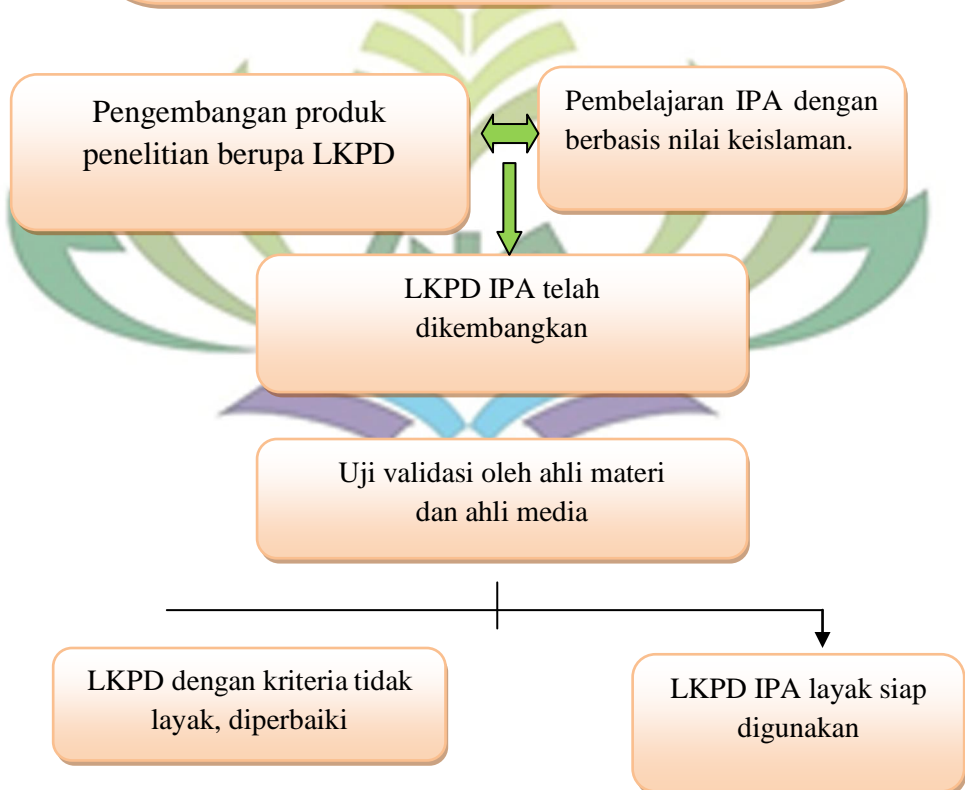 Pengembangan produk
penelitian berupa LKPD
Pembelajaran IPA dengan
berbasis nilai keislaman.
LKPD IPA telah
dikembangkan
Uji validasi oleh ahli materi
dan ahli media
LKPD dengan kriteria tidak
layak, diperbaiki
LKPD IPA layak siap
digunakan